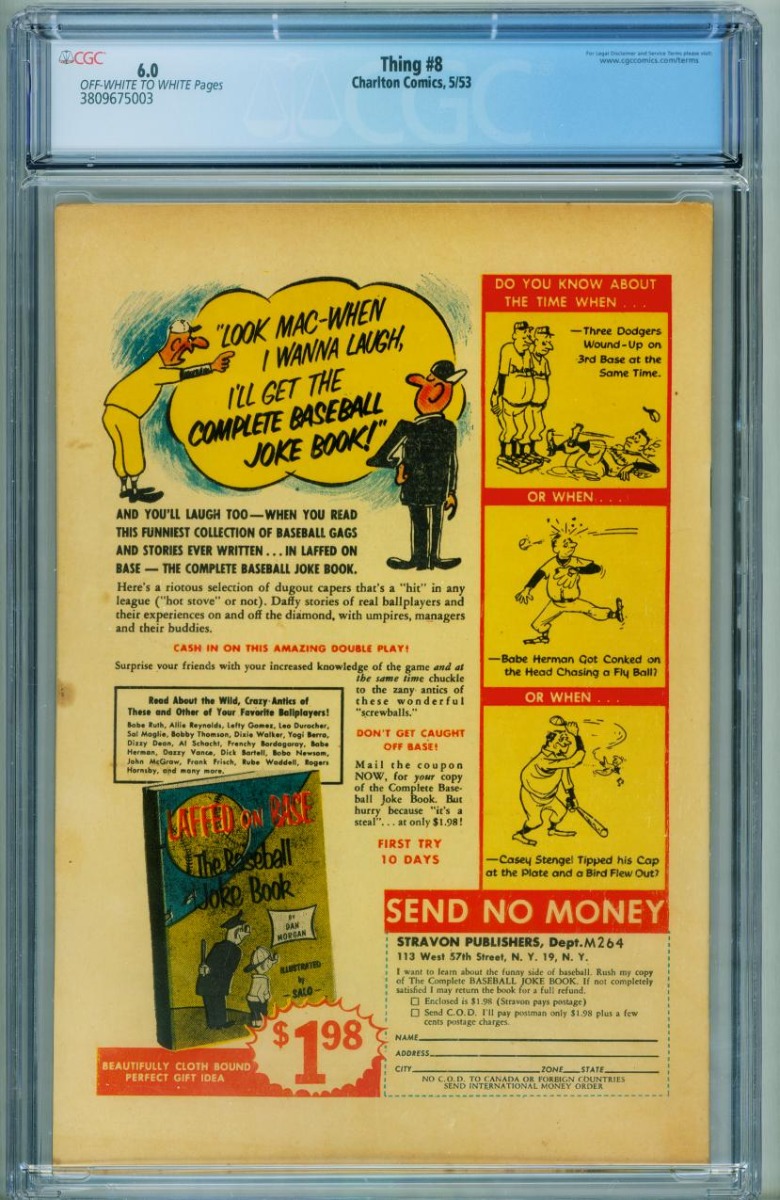 CGC
6.0
OFF-WHITE TO WHITE Pages
3809675003
Thing #8
Charlton Comics, 5/53
For Legal Disclaimer and Service Terms please visit:
www.cgccomics.com/terms
CGC
"LOOK MAC-WHEN
I WANNA LAUGH,
I'LL GET THE
COMPLETE BASEBALL
JOKE BOOK!"
AND YOU'LL LAUGH TOO — WHEN YOU READ
THIS FUNNIEST COLLECTION OF BASEBALL GAGS
AND STORIES EVER WRITTEN . . . IN LAFFED ON
BASE — THE COMPLETE BASEBALL JOKE BOOK.
Here's a riotous selection of dugout capers that's a "hit" in any
league ("hot stove" or not). Daffy stories of real ballplayers and
their experiences on and off the diamond, with umpires, managers
and their buddies.
CASH IN ON THIS AMAZING DOUBLE PLAY!
Surprise your friends with your increased knowledge of the game and at
the same time chuckle
to the zany antics of
these wonderful
"screwballs."
Read About the Wild, Crazy Antics of
These and Other of Your Favorite Ballplayers!
Babe Ruth, Allie Reynolds, Lefty Gomez, Leo Durocher,
Sal Maglie, Bobby Thomson, Dixie Walker, Yogi Berra,
Dizzy Dean, Al Schacht, Frenchy Bordagaray, Babe
Herman, Dazzy Vance, Dick Bartell, Bobo Newsom,
John McGraw, Frank Frisch, Rube Waddell, Rogers
Hornsby, and many more.
DON'T GET CAUGHT
OFF BASE!
Mail the coupon
NOW, for your copy
of the Complete Base-
ball Joke Book. But
hurry because "it's a
steal" . . . at only $1.98!
FIRST TRY
10 DAYS
LAFFED ON BASE
The Baseball
Joke Book
BY
DAN
MORGAN
ILLUSTRATED
by
- SALO -
$1.98
BEAUTIFULLY CLOTH BOUND
PERFECT GIFT IDEA
DO YOU KNOW ABOUT
THE TIME WHEN . . .
—Three Dodgers
Wound-Up on
3rd Base at the
Same Time.
OR WHEN . . . .
—Babe Herman Got Conked on
the Head Chasing a Fly Ball?
OR WHEN . . .
—Casey Stengel Tipped his Cap
at the Plate and a Bird Flew Out?
SEND NO MONEY
STRAVON PUBLISHERS, Dept. M264
113 West 57th Street, N. Y. 19, N. Y.
I want to learn about the funny side of baseball. Rush my copy
of The Complete BASEBALL JOKE BOOK. If not completely
satisfied I may return the book for a full refund.
☐ Enclosed is $1.98 (Stravon pays postage)
☐ Send C.O.D. I'll pay postman only $1.98 plus a few
cents postage charges.
NAME
ADDRESS
CITY ZONE STATE
NO C.O.D. TO CANADA OR FOREIGN COUNTRIES
SEND INTERNATIONAL MONEY ORDER